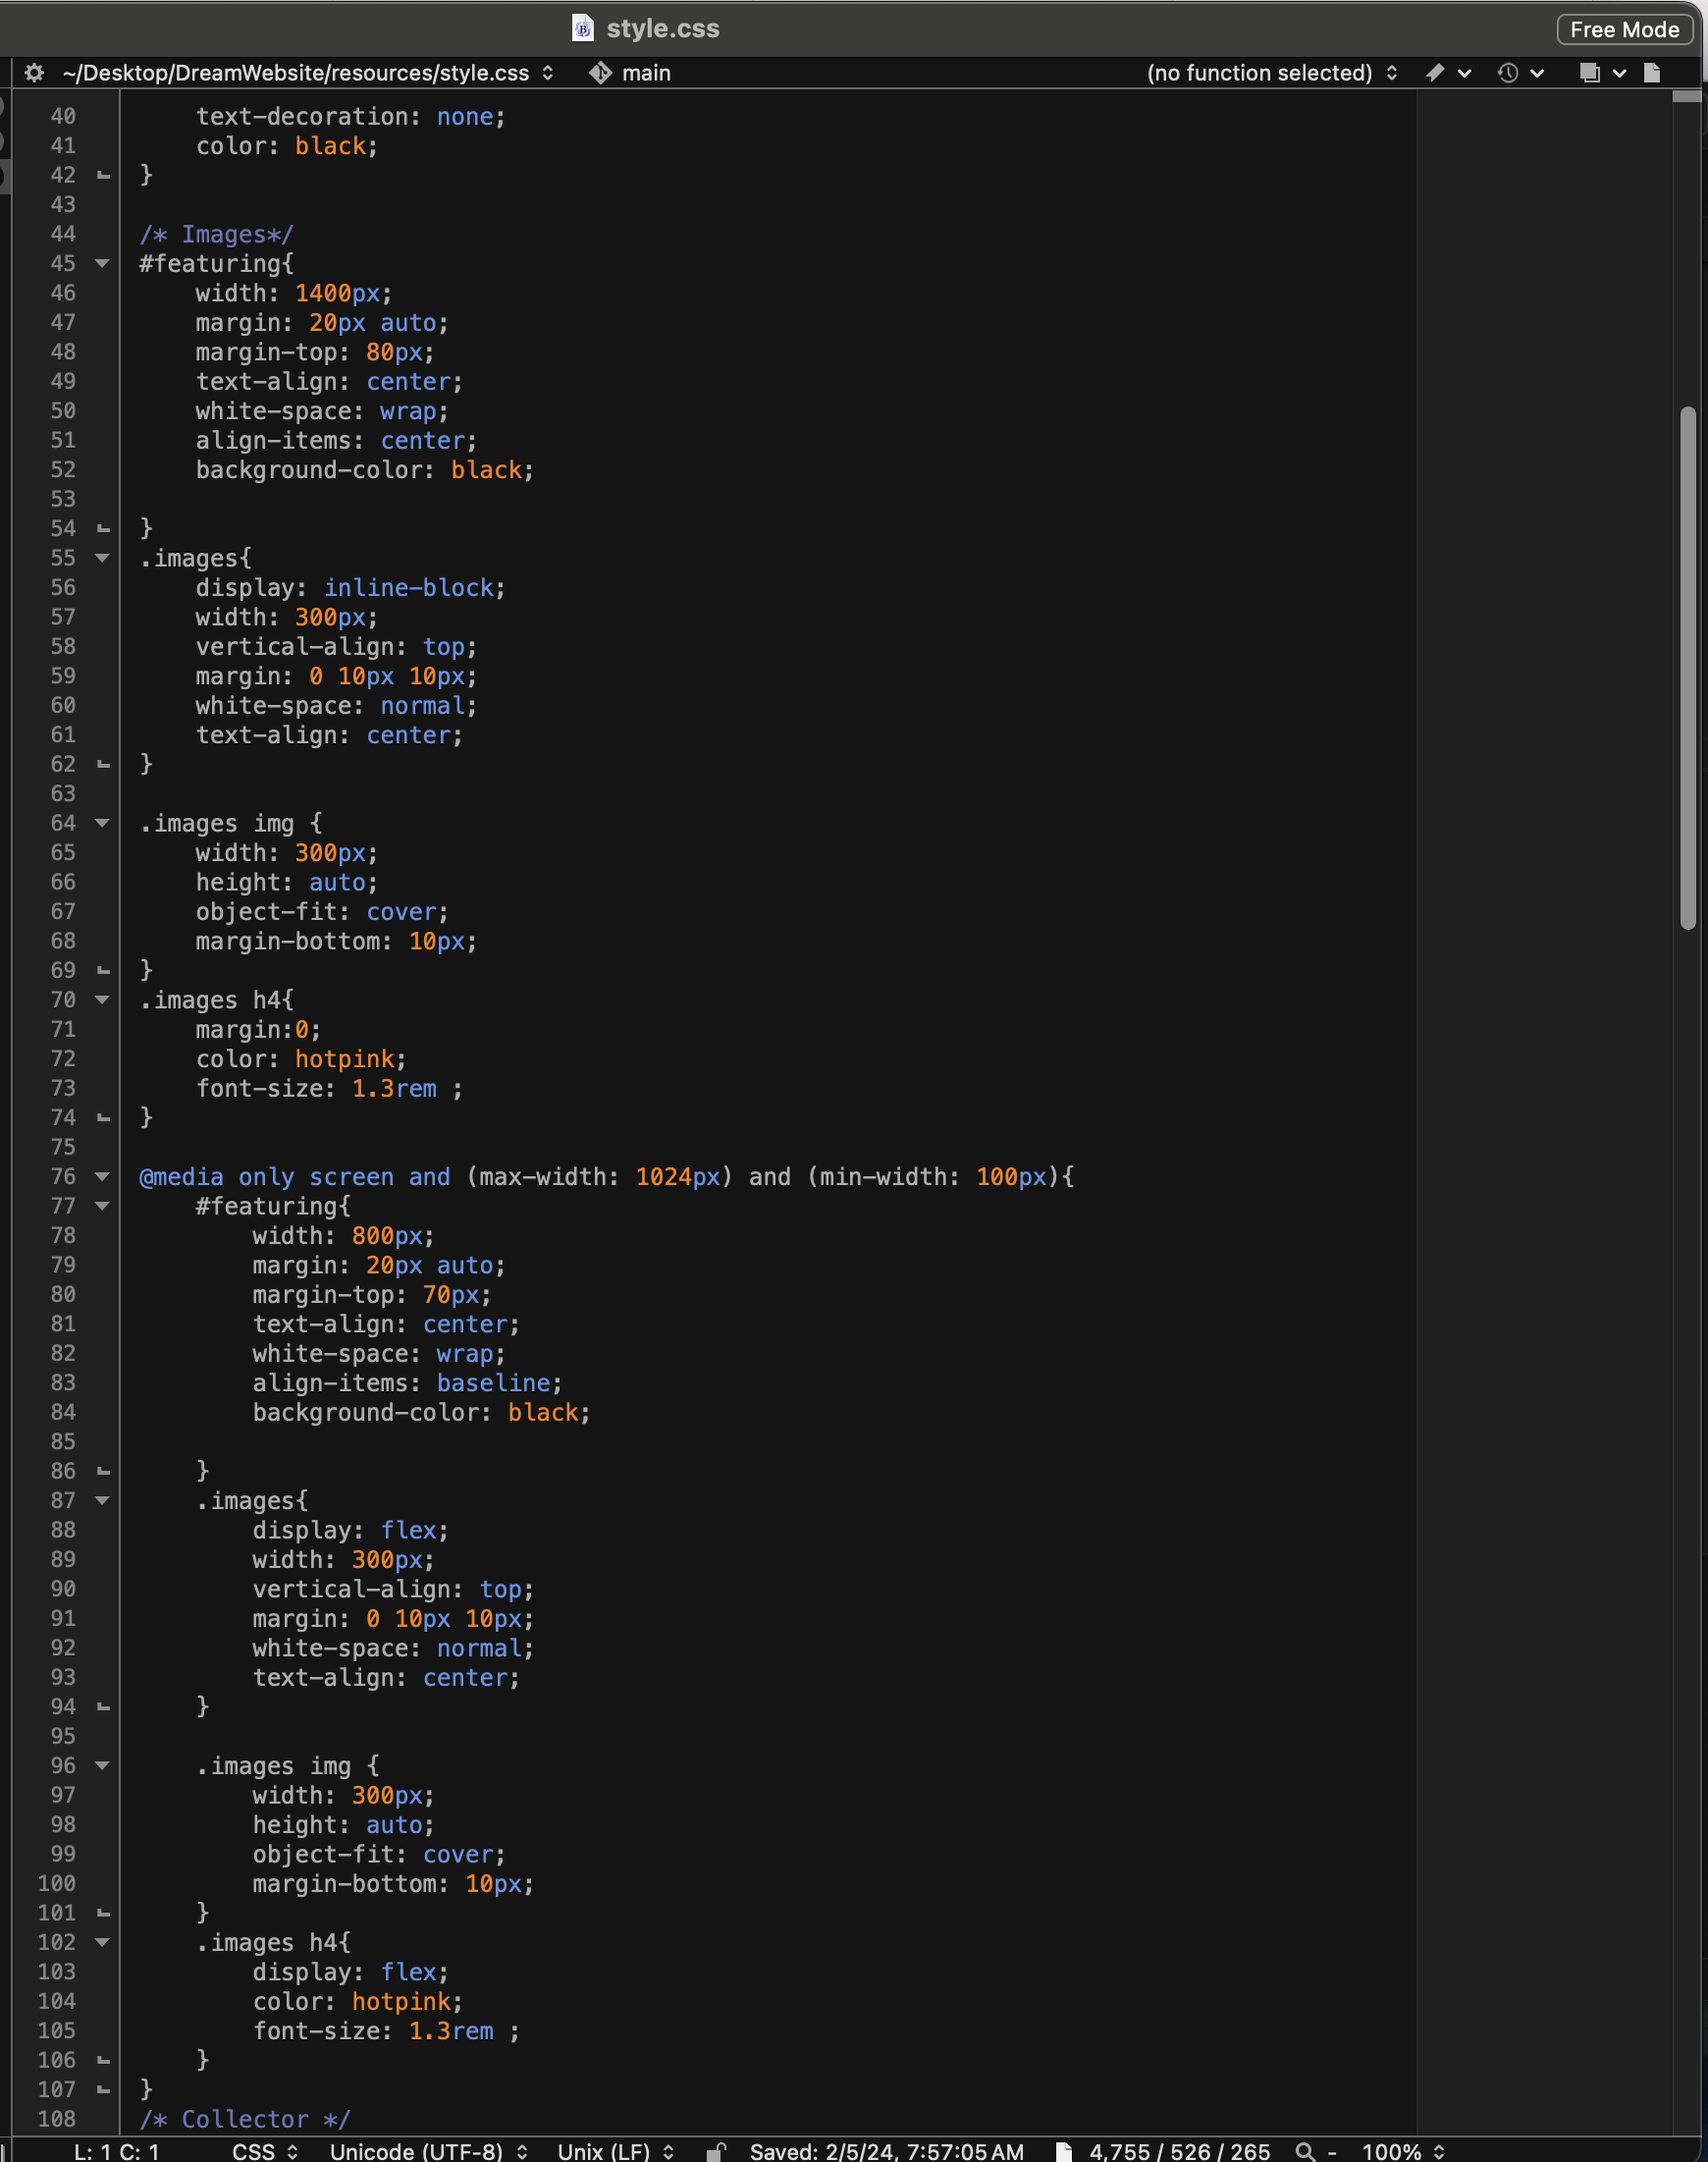 style.css
Free Mode
~/Desktop/DreamWebsite/resources/style.css main (no function selected)
40 text-decoration: none;
41 color: black;
42 }
43
44 /* Images*/
45 #featuring{
46 width: 1400px;
47 margin: 20px auto;
48 margin-top: 80px;
49 text-align: center;
50 white-space: wrap;
51 align-items: center;
52 background-color: black;
53
54 }
55 .images{
56 display: inline-block;
57 width: 300px;
58 vertical-align: top;
59 margin: 0 10px 10px;
60 white-space: normal;
61 text-align: center;
62 }
63
64 .images img {
65 width: 300px;
66 height: auto;
67 object-fit: cover;
68 margin-bottom: 10px;
69 }
70 .images h4{
71 margin:0;
72 color: hotpink;
73 font-size: 1.3rem ;
74 }
75
76 @media only screen and (max-width: 1024px) and (min-width: 100px){
77 #featuring{
78 width: 800px;
79 margin: 20px auto;
80 margin-top: 70px;
81 text-align: center;
82 white-space: wrap;
83 align-items: baseline;
84 background-color: black;
85
86 }
87 .images{
88 display: flex;
89 width: 300px;
90 vertical-align: top;
91 margin: 0 10px 10px;
92 white-space: normal;
93 text-align: center;
94 }
95
96 .images img {
97 width: 300px;
98 height: auto;
99 object-fit: cover;
100 margin-bottom: 10px;
101 }
102 .images h4{
103 display: flex;
104 color: hotpink;
105 font-size: 1.3rem ;
106 }
107 }
108 /* Collector */
L: 1 C: 1 CSS Unicode (UTF-8) Unix (LF) Saved: 2/5/24, 7:57:05 AM 4,755 / 526 / 265 - 100%